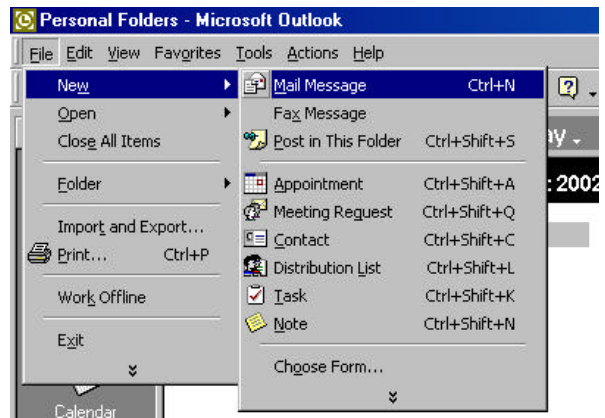 Personal Folders - Microsoft Outlook
File Edit View Favorites Tools Actions Help
New
Open
Close All Items
Folder
Import and Export...
Print... Ctrl+P
Work Offline
Exit
Mail Message Ctrl+N
Fax Message
Post in This Folder Ctrl+Shift+S
Appointment Ctrl+Shift+A
Meeting Request Ctrl+Shift+Q
Contact Ctrl+Shift+C
Distribution List Ctrl+Shift+L
Task Ctrl+Shift+K
Note Ctrl+Shift+N
Choose Form...
ay
: 2002
Calendar